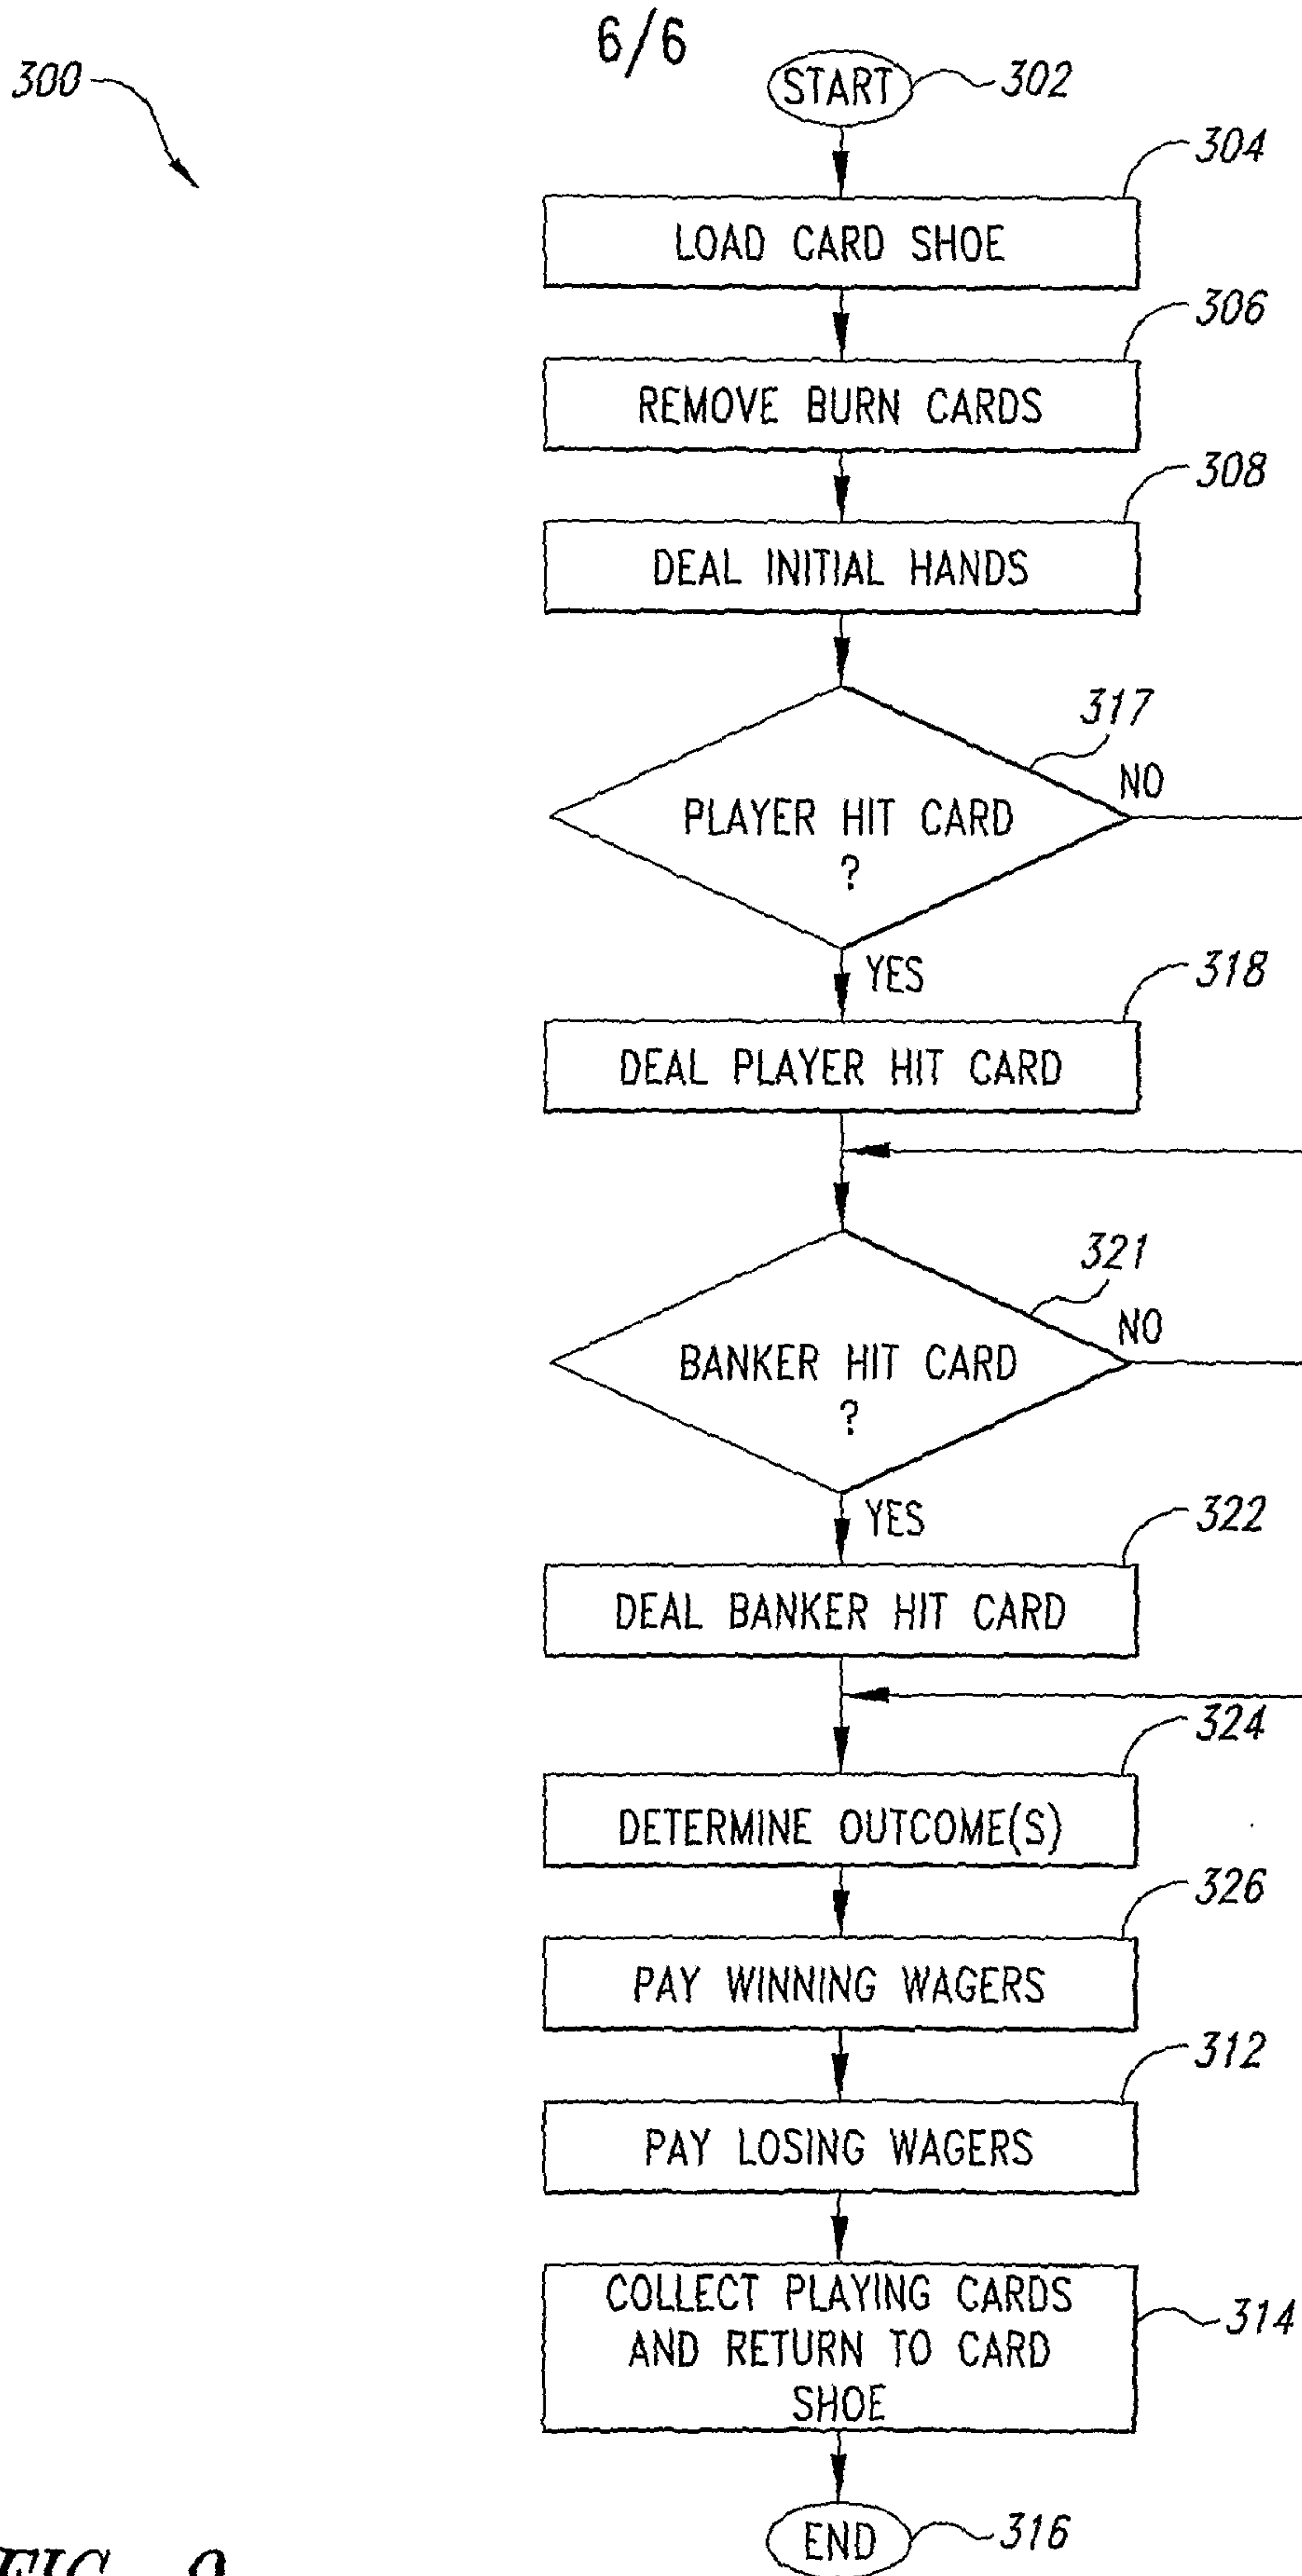 6/6
300
START
302
304
LOAD CARD SHOE
306
REMOVE BURN CARDS
308
DEAL INITIAL HANDS
317
NO
PLAYER HIT CARD
?
YES
318
DEAL PLAYER HIT CARD
321
NO
BANKER HIT CARD
?
YES
322
DEAL BANKER HIT CARD
324
DETERMINE OUTCOME(S)
326
PAY WINNING WAGERS
312
PAY LOSING WAGERS
COLLECT PLAYING CARDS
AND RETURN TO CARD
SHOE
314
END
316
FIG.